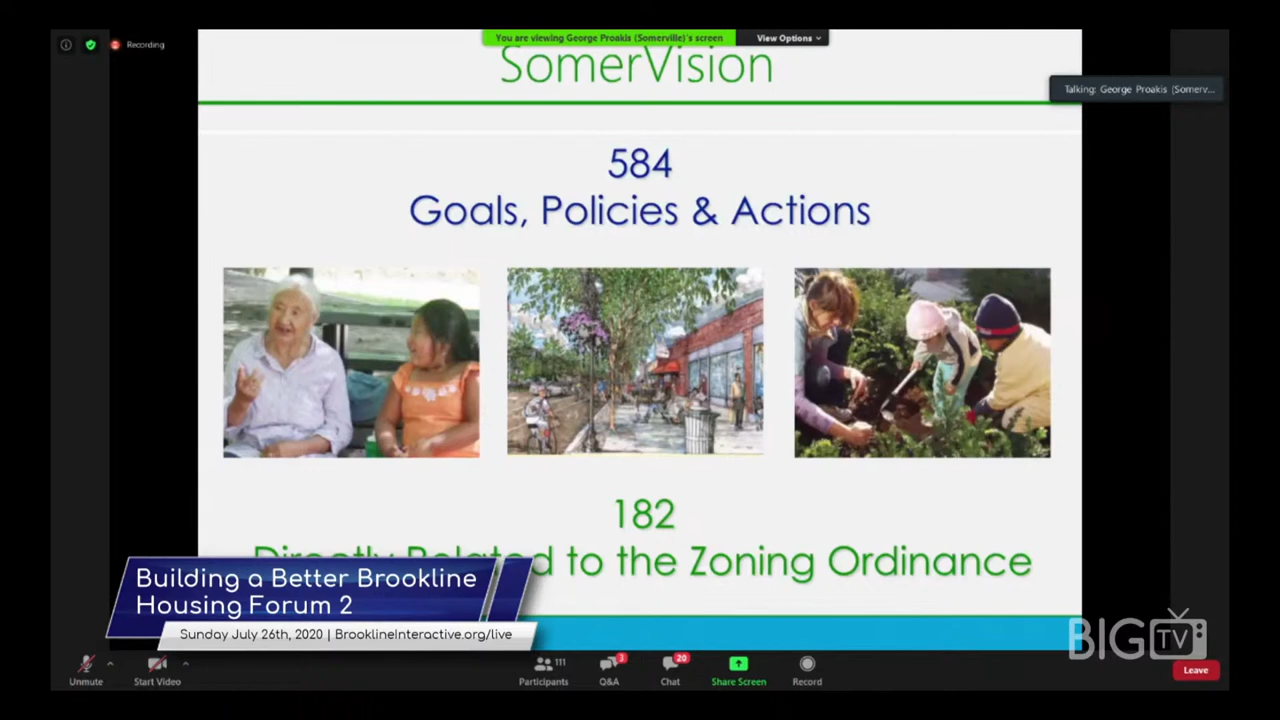 Recording
You are viewing George Proakis (Somerville)'s screen
View Options
SomerVision
Talking: George Proakis (Somerv...
584
Goals, Policies & Actions
182
Directly Related to the Zoning Ordinance
Building a Better Brookline
Housing Forum 2
Sunday July 26th, 2020 | BrooklineInteractive.org/live
BIG TV
Unmute
Start Video
111
Participants
3
Q&A
20
Chat
Share Screen
Record
Leave